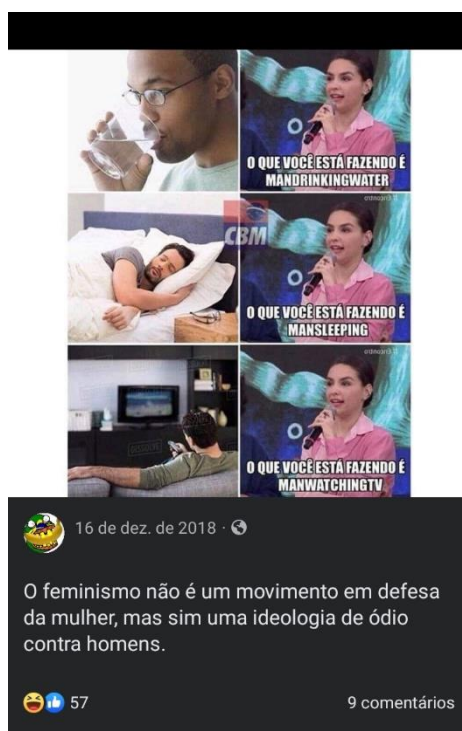 O QUE VOCÊ ESTÁ FAZENDO É
MANDRINKINGWATER
CBM
O QUE VOCÊ ESTÁ FAZENDO É
MANSLEEPING
O QUE VOCÊ ESTÁ FAZENDO É
MANWATCHINGTV
16 de dez. de 2018 ·
O feminismo não é um movimento em defesa
da mulher, mas sim uma ideologia de ódio
contra homens.
57
9 comentários